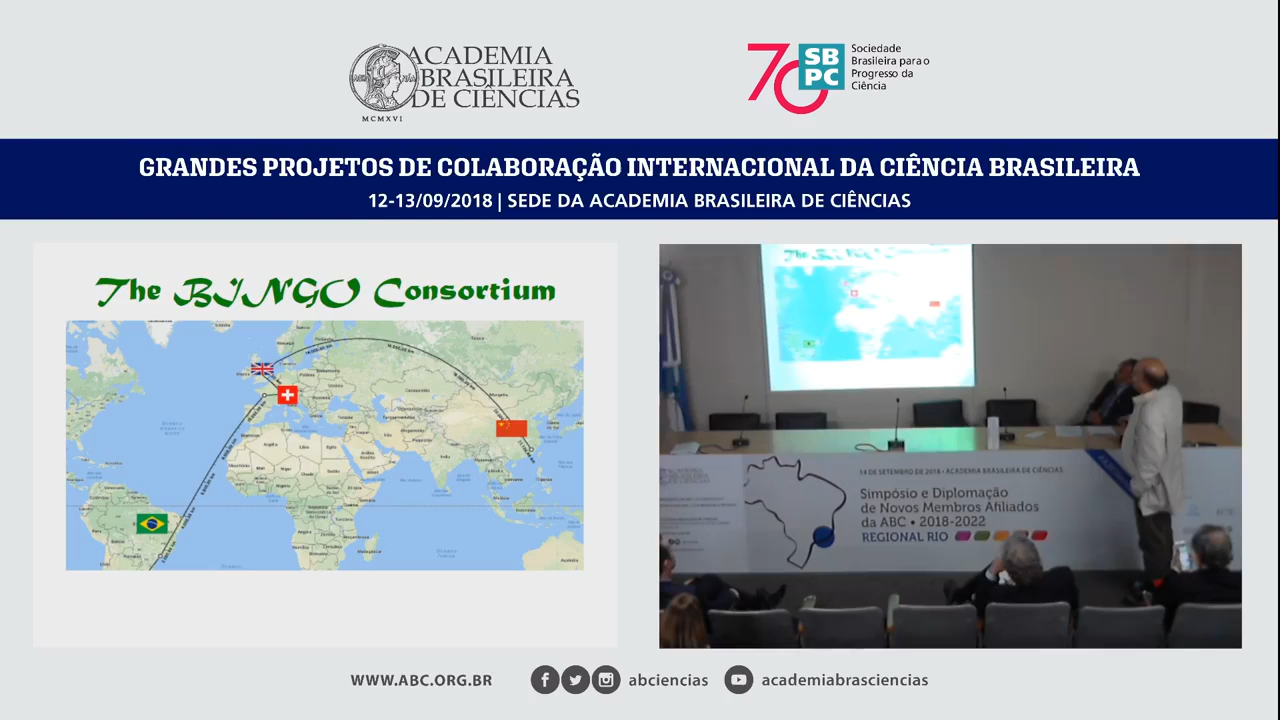 ACADEMIA
BRASILEIRA
DE CIÊNCIAS
MCMXVI
70
SB
PC
Sociedade
Brasileira para o
Progresso da
Ciência
GRANDES PROJETOS DE COLABORAÇÃO INTERNACIONAL DA CIÊNCIA BRASILEIRA
12-13/09/2018 | SEDE DA ACADEMIA BRASILEIRA DE CIÊNCIAS
The BINGO Consortium
14 DE SETEMBRO DE 2018 • ACADEMIA BRASILEIRA DE CIÊNCIAS
Simpósio e Diplomação
de Novos Membros Afiliados
da ABC • 2018-2022
REGIONAL RIO
WWW.ABC.ORG.BR
abciencias
academiabrasciencias